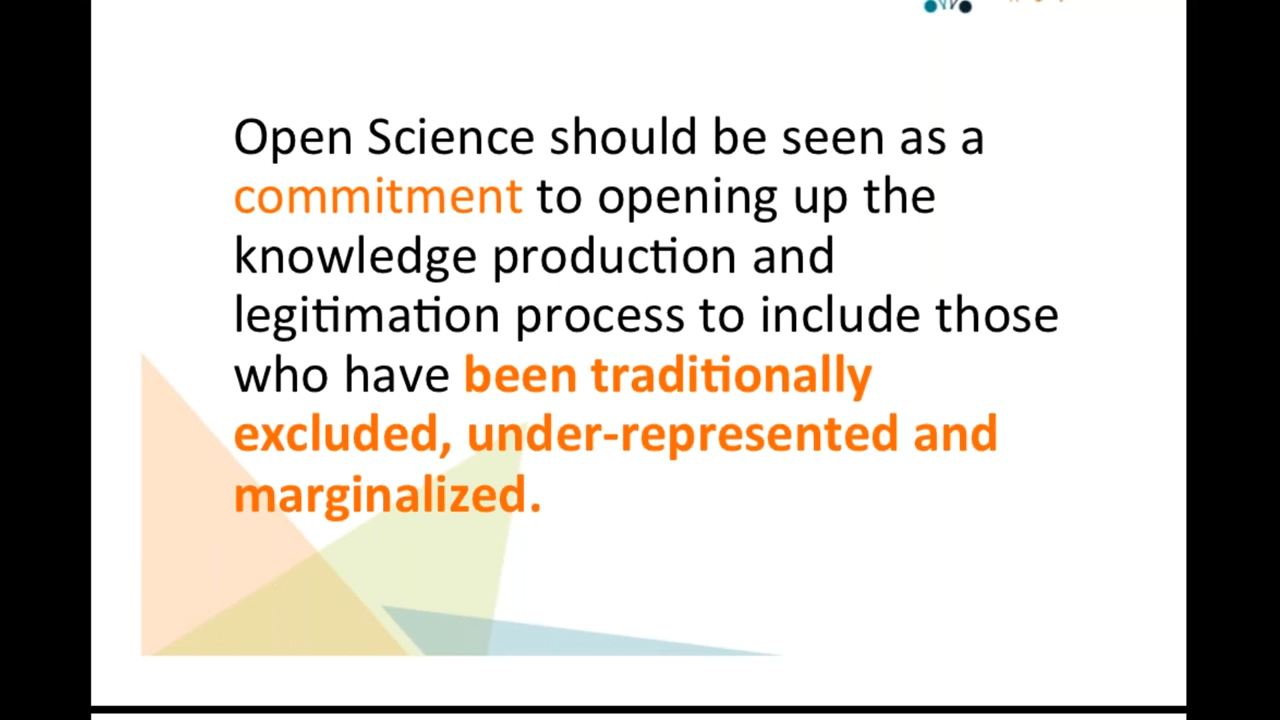 Open Science should be seen as a
commitment to opening up the
knowledge production and
legitimation process to include those
who have been traditionally
excluded, under-represented and
marginalized.